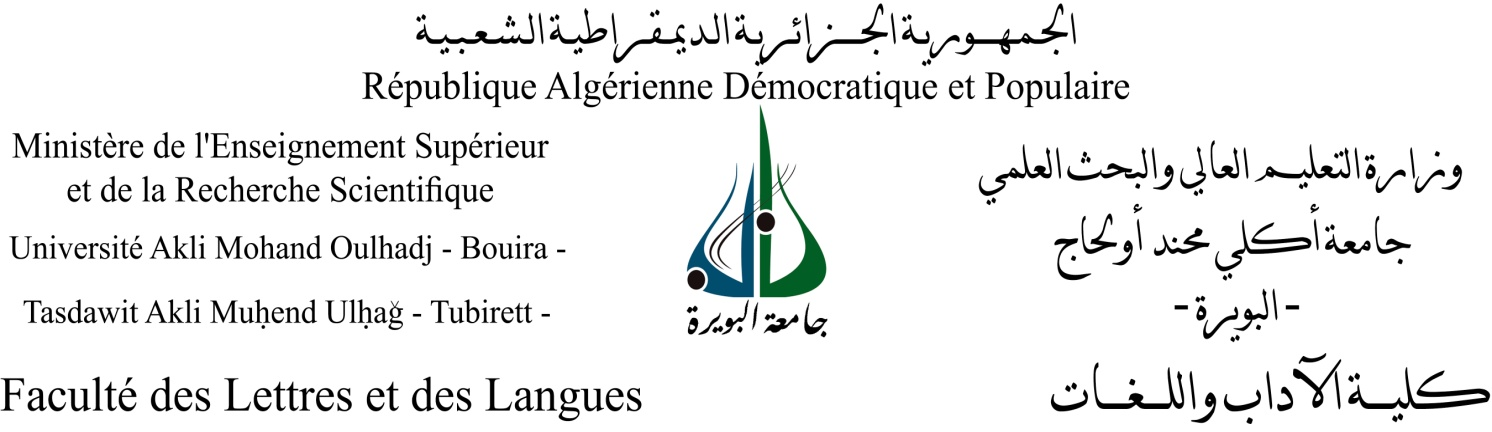 الجمهورية الجزائرية الديمقراطية الشعبية
République Algérienne Démocratique et Populaire
Ministère de l'Enseignement Supérieur
et de la Recherche Scientifique
Université Akli Mohand Oulhadj - Bouira -
Tasdawit Akli Muḥend Ulḥağ - Tubirett -
Faculté des Lettres et des Langues
جامعة البويرة
وزارة التعليم العالي والبحث العلمي
جامعة أكلي محند أولحاج
- البويرة -
كلية الآداب واللغات